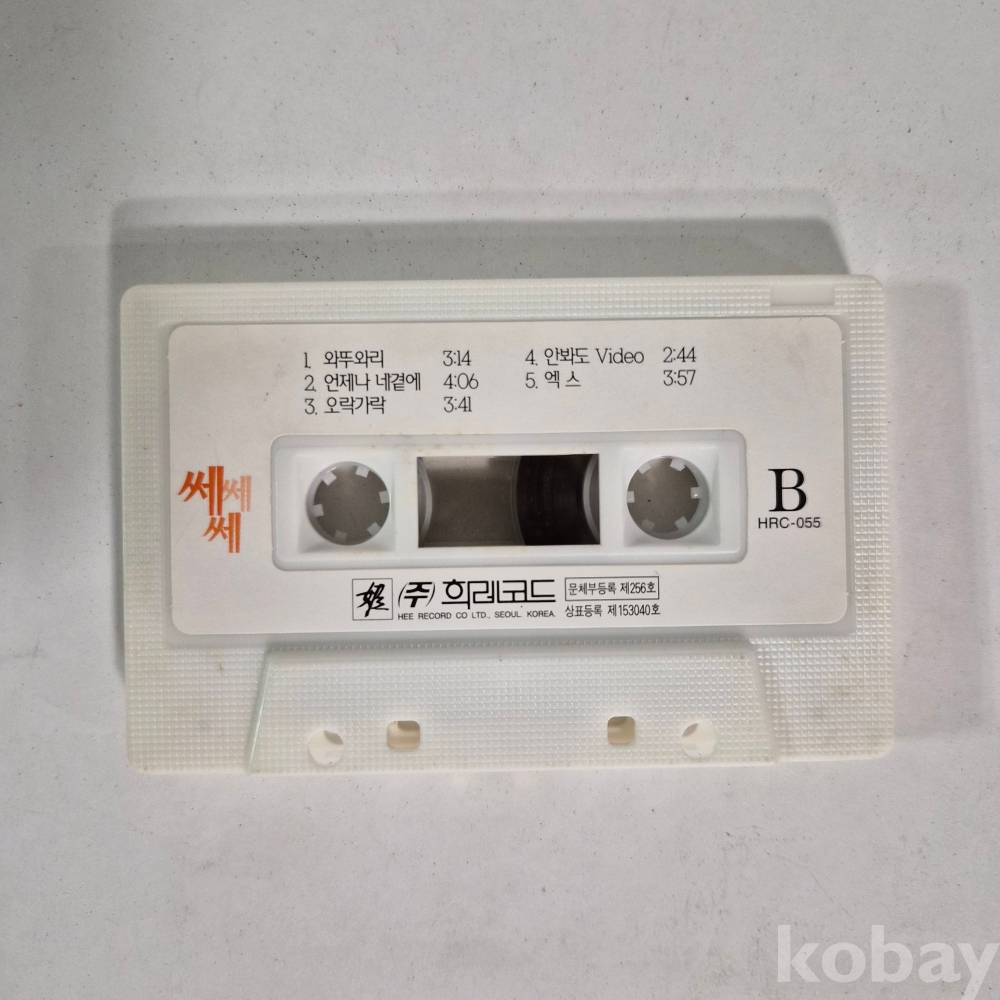 1. 와뚜와리 3:14
2. 언제나 네곁에 4:06
3. 오락가락 3:41
4. 안봐도 Video 2:44
5. 엑스 3:57
쎄쎄
쎄
B
HRC-055
(주) 희레코드
HEE RECORD CO LTD., SEOUL. KOREA.
문체부등록 제256호
상표등록 제153040호
kobay